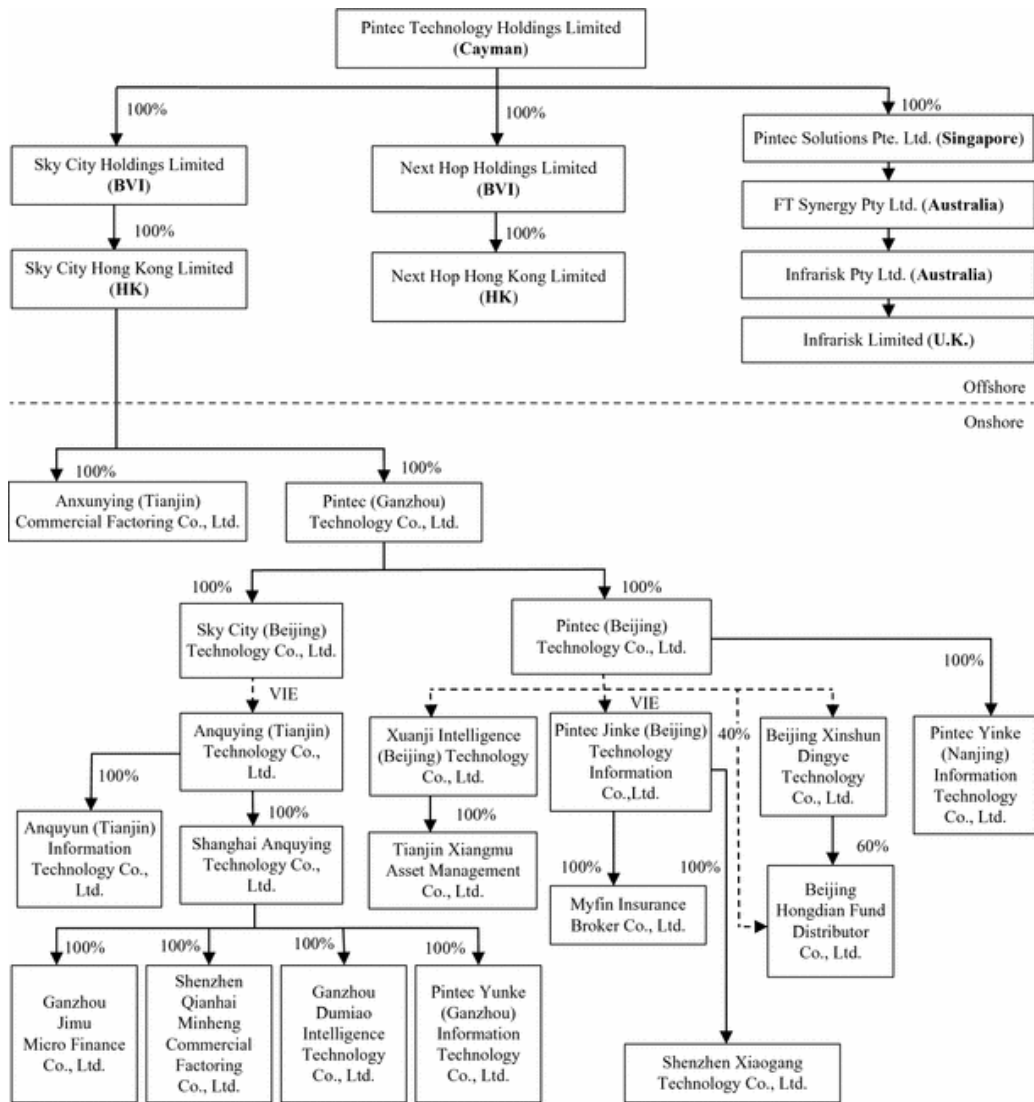 Pintec Technology Holdings Limited
(Cayman)
100%
100%
100%
Sky City Holdings Limited
(BVI)
Next Hop Holdings Limited
(BVI)
Pintec Solutions Pte. Ltd. (Singapore)
FT Synergy Pty Ltd. (Australia)
100%
100%
Sky City Hong Kong Limited
(HK)
Next Hop Hong Kong Limited
(HK)
Infrarisk Pty Ltd. (Australia)
Infrarisk Limited (U.K.)
Offshore
Onshore
100%
100%
Anxunying (Tianjin)
Commercial Factoring Co., Ltd.
Pintec (Ganzhou)
Technology Co., Ltd.
100%
100%
Sky City (Beijing)
Technology Co., Ltd.
Pintec (Beijing)
Technology Co., Ltd.
100%
VIE
VIE
Anquying (Tianjin)
Technology Co.,
Ltd.
Xuanji Intelligence
(Beijing) Technology
Co., Ltd.
Pintec Jinke (Beijing)
Technology
Information
Co.,Ltd.
40%
Beijing Xinshun
Dingye
Technology
Co., Ltd.
Pintec Yinke
(Nanjing)
Information
Technology
Co., Ltd.
100%
100%
100%
60%
Anquyun (Tianjin)
Information
Technology Co.,
Ltd.
Shanghai Anquying
Technology Co.,
Ltd.
Tianjin Xiangmu
Asset Management
Co., Ltd.
100%
100%
Myfin Insurance
Broker Co., Ltd.
Beijing
Hongdian Fund
Distributor
Co., Ltd.
100%
100%
100%
100%
Ganzhou
Jimu
Micro Finance
Co., Ltd.
Shenzhen
Qianhai
Minheng
Commercial
Factoring
Co., Ltd.
Ganzhou
Dumiao
Intelligence
Technology
Co., Ltd.
Pintec Yunke
(Ganzhou)
Information
Technology
Co., Ltd.
Shenzhen Xiaogang
Technology Co., Ltd.